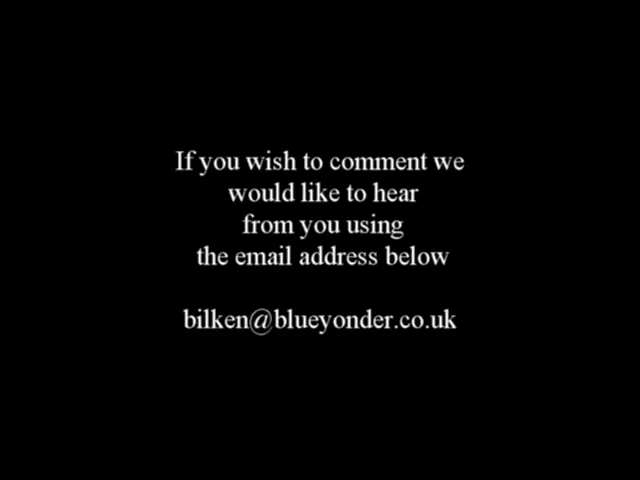 If you wish to comment we
would like to hear
from you using
the email address below
bilken@blueyonder.co.uk